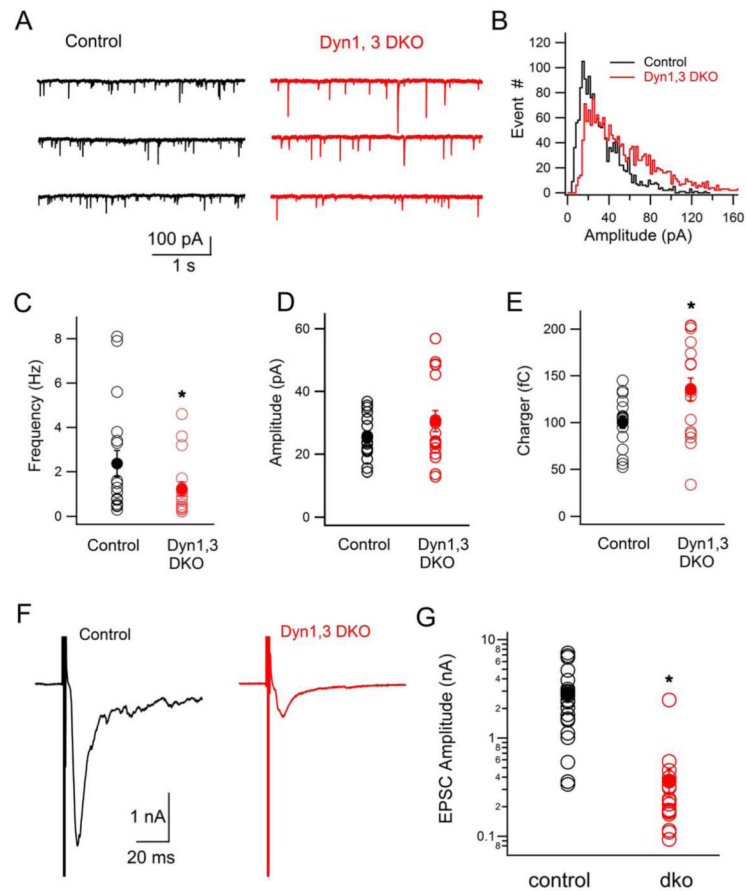 A
Control
Dyn1, 3 DKO
100 pA
1 s
B
120
100
80
60
40
20
0
Event #
Control
Dyn1,3 DKO
0 40 80 120 160
Amplitude (pA)
C
8
6
4
2
0
Frequency (Hz)
*
Control
Dyn1,3
DKO
D
60
40
20
0
Amplitude (pA)
Control
Dyn1,3
DKO
E
*
200
150
100
50
0
Charger (fC)
Control
Dyn1,3
DKO
F
Control
Dyn1,3 DKO
1 nA
20 ms
G
10
8
6
4
2
1
8
6
4
2
0.1
8
EPSC Amplitude (nA)
*
control
dko